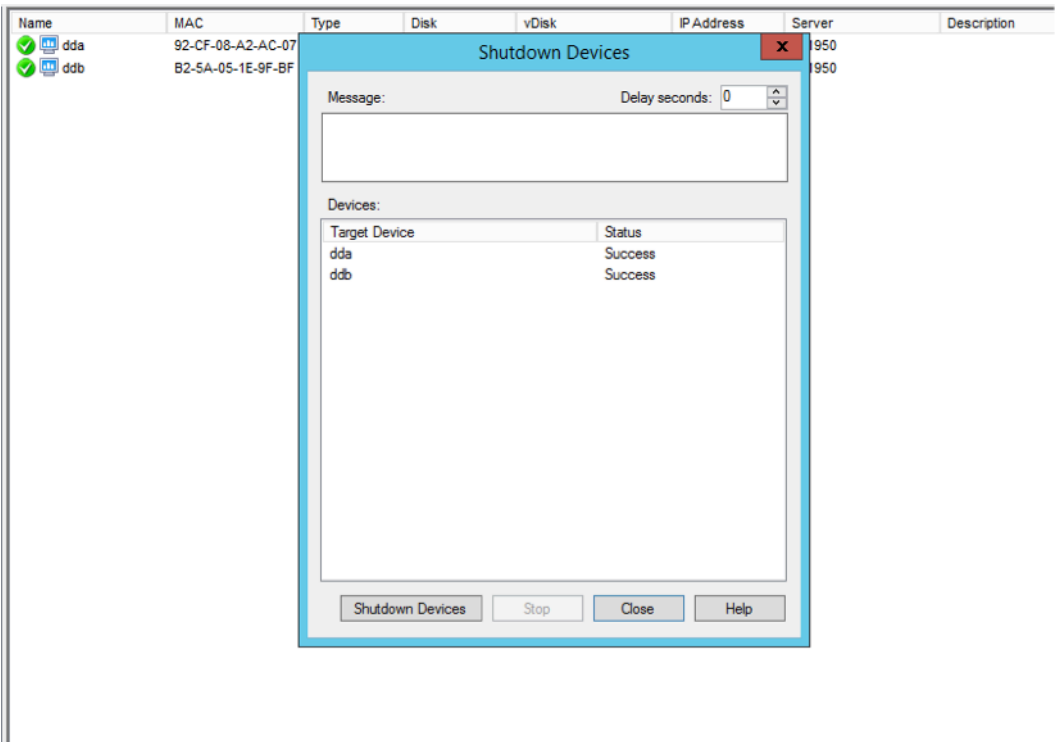 Name MAC Type Disk vDisk IP Address Server Description
dda 92-CF-08-A2-AC-07 1950
ddb B2-5A-05-1E-9F-BF 1950
Shutdown Devices x
Message: Delay seconds: 0
Devices:
Target Device Status
dda Success
ddb Success
Shutdown Devices Stop Close Help